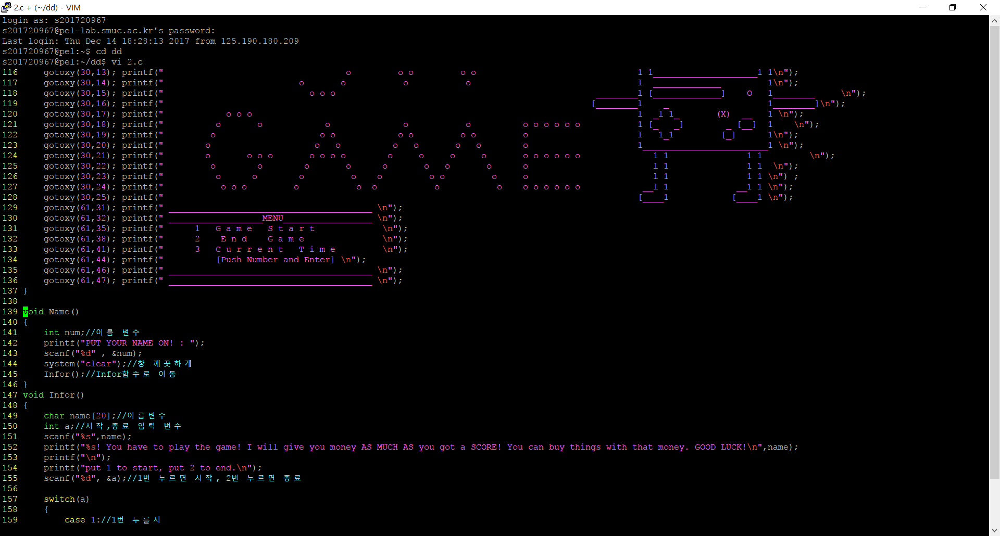 2.c + (~/dd) - VIM
login as: s201720967
s201720967@pel-lab.smuc.ac.kr's password:
Last login: Thu Dec 14 18:28:13 2017 from 125.190.180.209
s201720967@pel:~$ cd dd
s201720967@pel:~/dd$ vi 2.c
116     gotoxy(30,13); printf("                                   o         o o         o o                               1 1____________________1 1\n");
117     gotoxy(30,14); printf("                          o       o           o           o                                l  _____________         1\n");
118     gotoxy(30,15); printf("                            o o o                                                  ________l [_____________]    O   1________     \n");
119     gotoxy(30,16); printf("                                                                                  [________l    _                   1________]\n");
120     gotoxy(30,17); printf("            o o o                                                                          l  _l 1_       (X)  __   1 \n");
121     gotoxy(30,18); printf("          o       o            o              o           o          o o o o o o           1 [_   _]        _ [__]  1    \n");
122     gotoxy(30,19); printf("         o                    o o            o o         o o         o                     l   1_1         [_]      1\n");
123     gotoxy(30,20); printf("        o                    o   o          o   o       o   o        o                     1________________________1 \n");
124     gotoxy(30,21); printf("        o       o o o       o o o o        o     o     o     o       o o o o o o              1 1               1 1         \n");
125     gotoxy(30,22); printf("         o        o        o       o      o       o   o       o      o                        l 1               1 1  \n");
126     gotoxy(30,23); printf("          o      o        o         o    o         o o         o     o                        l 1               1 1 \n") ;
127     gotoxy(30,24); printf("           o o o         o           o  o           o           o    o o o o o o            __l 1             __1 1 \n");
128     gotoxy(30,25); printf("                                                                                           [____1            [____1 \n");
129     gotoxy(61,31); printf(" _______________________________________ \n");
130     gotoxy(61,32); printf(" __________________MENU_________________ \n");
131     gotoxy(61,35); printf("      1   G a m e   S t a r t             \n");
132     gotoxy(61,38); printf("      2    E n d    G a m e               \n");
133     gotoxy(61,41); printf("      3   C u r r e n t   T i m e         \n");
134     gotoxy(61,44); printf("          [Push Number and Enter] \n");
135     gotoxy(61,46); printf(" _______________________________________ \n");
136     gotoxy(61,47); printf(" _______________________________________ \n");
137 }
138
139 void Name()
140 {
141     int num;//이름 변수
142     printf("PUT YOUR NAME ON! : ");
143     scanf("%d" , &num);
144     system("clear");//창 깨끗하게
145     Infor();//Infor함수로 이동
146 }
147 void Infor()
148 {
149     char name[20];//이름변수
150     int a;//시작,종료 입력 변수
151     scanf("%s",name);
152     printf("%s! You have to play the game! I will give you money AS MUCH AS you got a SCORE! You can buy things with that money. GOOD LUCK!\n",name);
153     printf("\n");
154     printf("put 1 to start, put 2 to end.\n");
155     scanf("%d", &a);//1번 누르면 시작, 2번 누르면 종료
156
157     switch(a)
158     {
159         case 1://1번 누를시